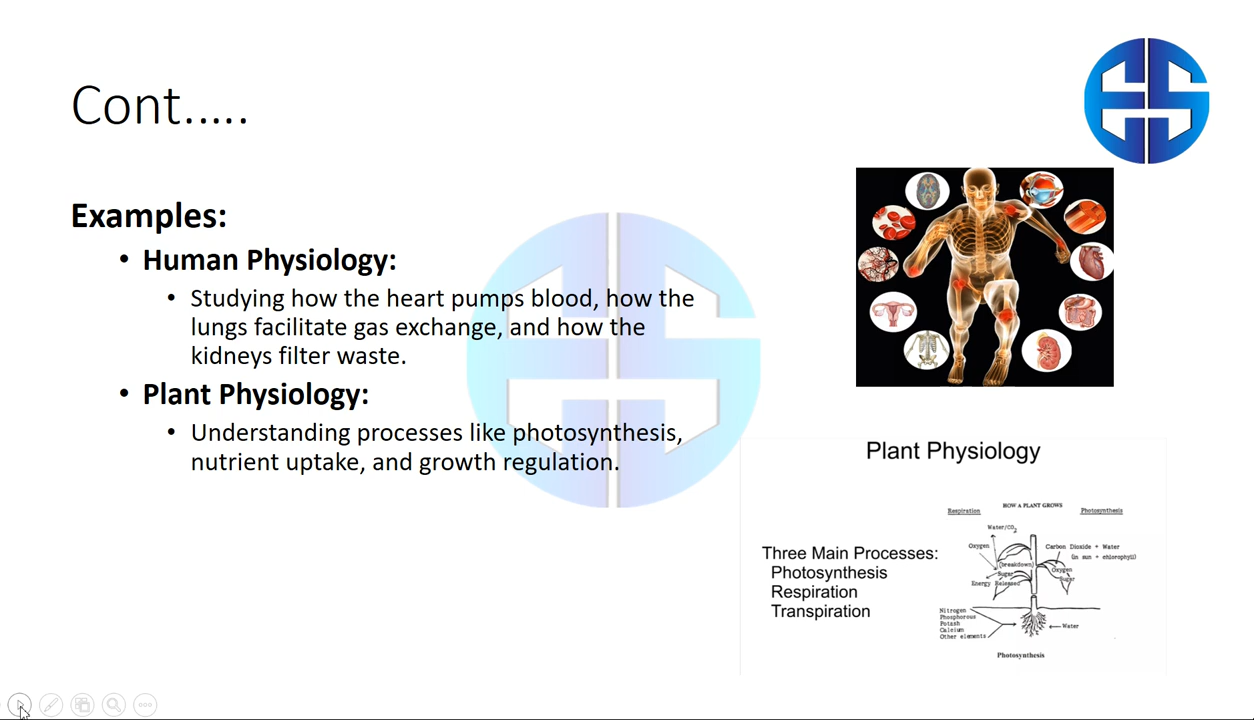 Cont.....
Examples:
• Human Physiology:
• Studying how the heart pumps blood, how the
lungs facilitate gas exchange, and how the
kidneys filter waste.
• Plant Physiology:
• Understanding processes like photosynthesis,
nutrient uptake, and growth regulation.
Plant Physiology
Three Main Processes:
Photosynthesis
Respiration
Transpiration
HOW A PLANT GROWS
Respiration
Photosynthesis
Water/CO2
Oxygen
Carbon Dioxide + Water
(in sun + chlorophyll)
(breakdown)
Sugar
Oxygen
Sugar
Energy Released
Nitrogen
Phosphorous
Potash
Calcium
Other elements
Water
Photosynthesis